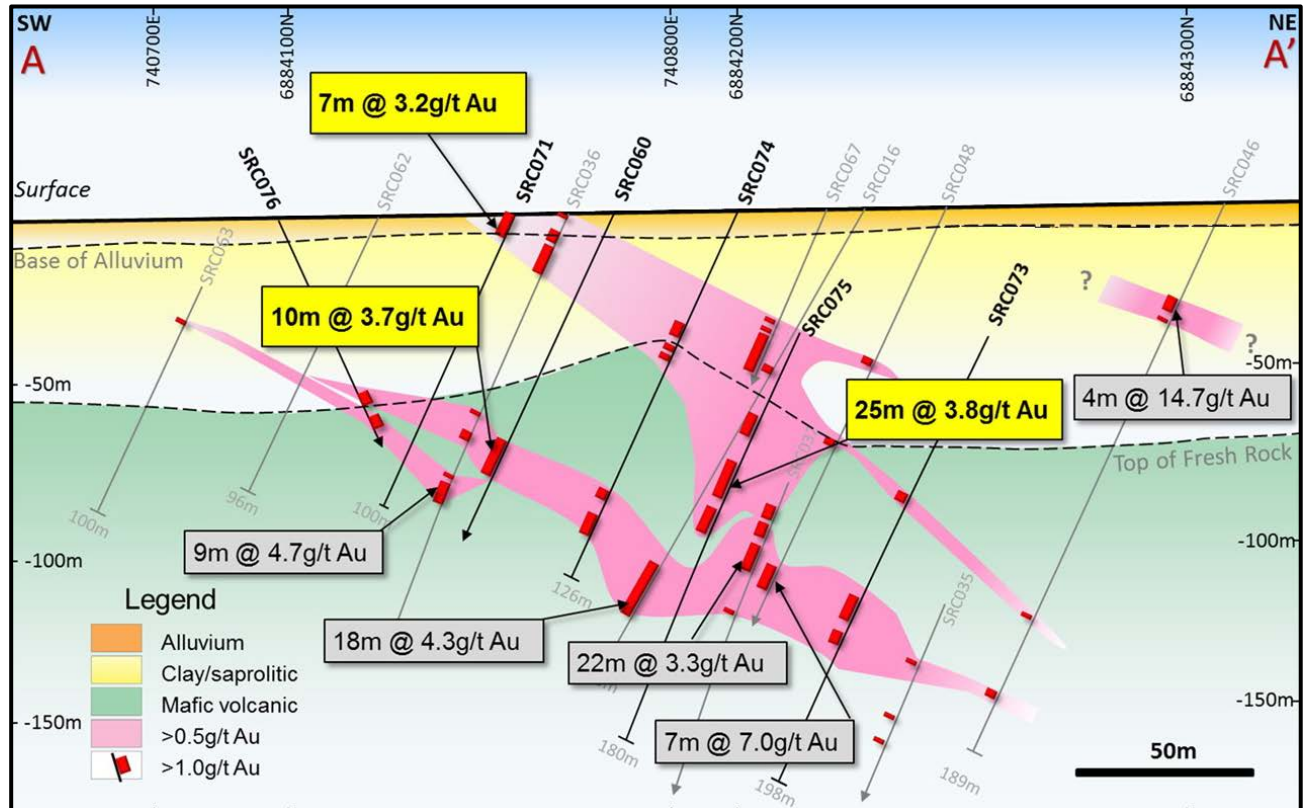 SW
NE
A
A'
740700E
6884100N
740800E
6884200N
6884300N
7m @ 3.2g/t Au
SRC076
SRC062
SRC071
SRC036
SRC060
SRC074
SRC067
SRC016
SRC048
SRC046
Surface
Base of Alluvium
SRC063
10m @ 3.7g/t Au
SRC075
SRC073
?
?
-50m
-50m
25m @ 3.8g/t Au
4m @ 14.7g/t Au
Top of Fresh Rock
100m
96m
100m
9m @ 4.7g/t Au
-100m
-100m
126m
SRC035
18m @ 4.3g/t Au
22m @ 3.3g/t Au
7m @ 7.0g/t Au
-150m
-150m
180m
198m
189m
50m
Legend
Alluvium
Clay/saprolitic
Mafic volcanic
>0.5g/t Au
>1.0g/t Au